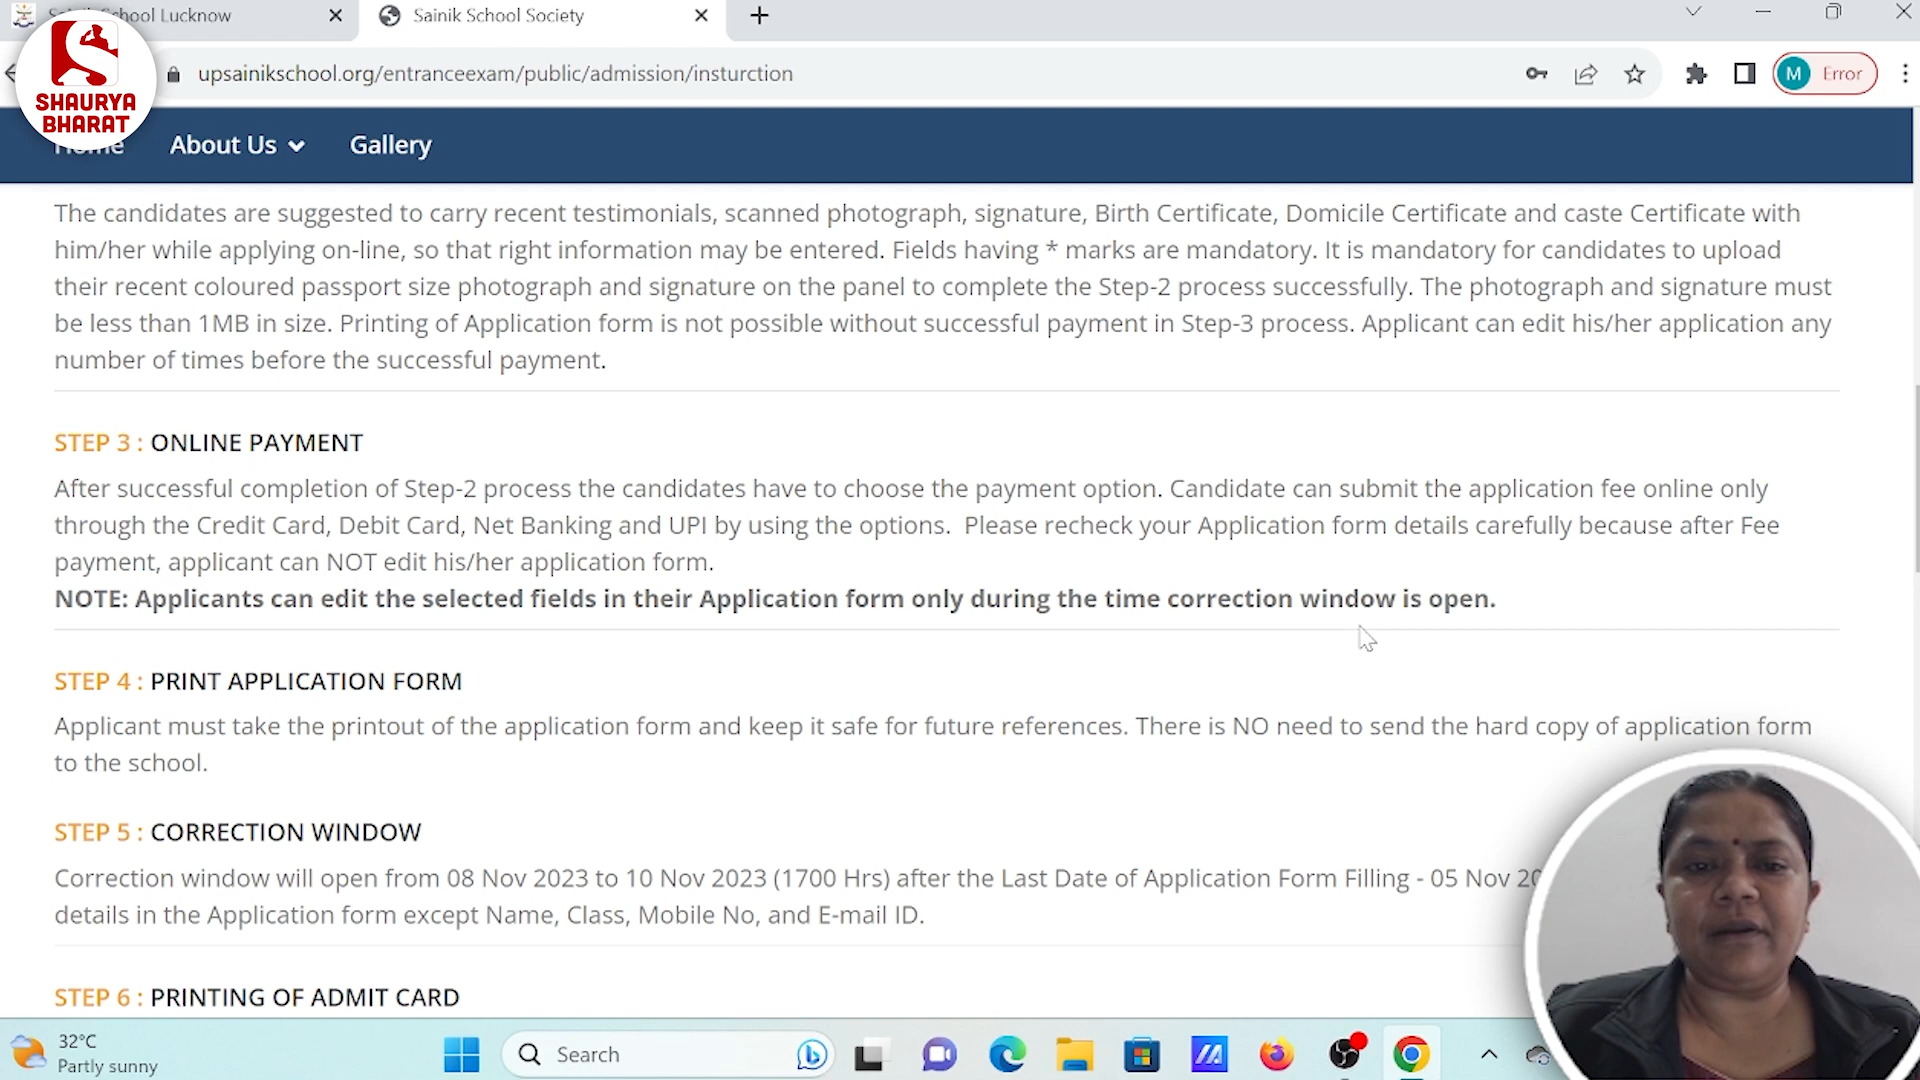 School Lucknow
Sainik School Society
upsainikschool.org/entranceexam/public/admission/insturction
M
Error
SHAURYA
BHARAT
Home
About Us
Gallery
The candidates are suggested to carry recent testimonials, scanned photograph, signature, Birth Certificate, Domicile Certificate and caste Certificate with
him/her while applying on-line, so that right information may be entered. Fields having * marks are mandatory. It is mandatory for candidates to upload
their recent coloured passport size photograph and signature on the panel to complete the Step-2 process successfully. The photograph and signature must
be less than 1MB in size. Printing of Application form is not possible without successful payment in Step-3 process. Applicant can edit his/her application any
number of times before the successful payment.
STEP 3 : ONLINE PAYMENT
After successful completion of Step-2 process the candidates have to choose the payment option. Candidate can submit the application fee online only
through the Credit Card, Debit Card, Net Banking and UPI by using the options. Please recheck your Application form details carefully because after Fee
payment, applicant can NOT edit his/her application form.
NOTE: Applicants can edit the selected fields in their Application form only during the time correction window is open.
STEP 4 : PRINT APPLICATION FORM
Applicant must take the printout of the application form and keep it safe for future references. There is NO need to send the hard copy of application form
to the school.
STEP 5 : CORRECTION WINDOW
Correction window will open from 08 Nov 2023 to 10 Nov 2023 (1700 Hrs) after the Last Date of Application Form Filling - 05 Nov 20
details in the Application form except Name, Class, Mobile No, and E-mail ID.
STEP 6 : PRINTING OF ADMIT CARD
32°C
Partly sunny
Search